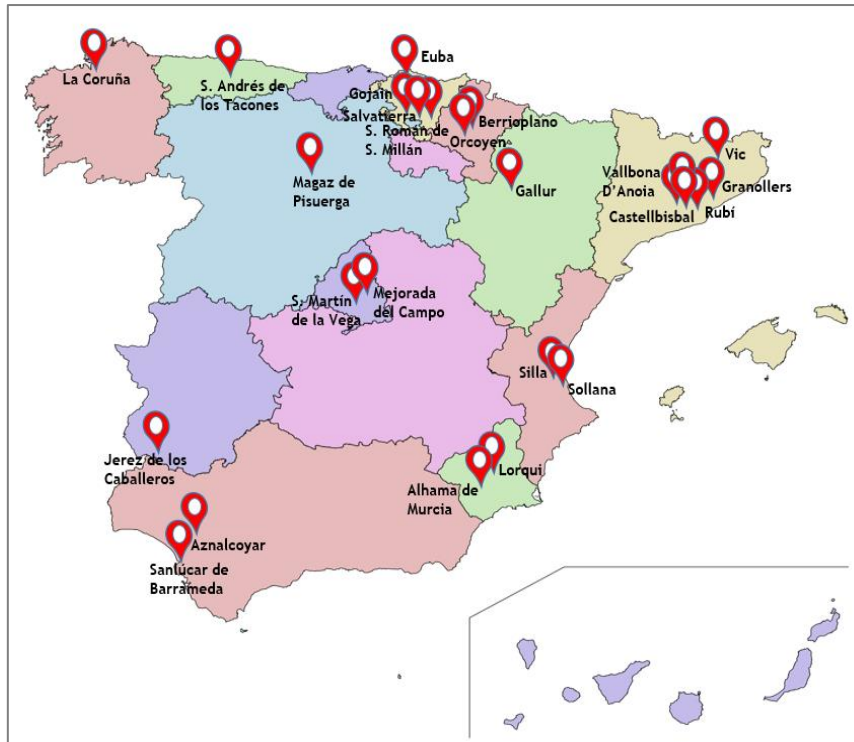 Euba
La Coruña
S. Andrés de
los Tacones
Gojain
Salvatierra
S. Román de
S. Millán
Berrioplano
Orcoyen
Vic
Magaz de
Pisuerga
Gallur
Vallbona
D'Anoia
Granollers
Castellbisbal
Rubí
S. Martín
de la Vega
Mejorada
del Campo
Silla
Sollana
Jerez de los
Caballeros
Lorqui
Alhama de
Murcia
Aznalcoyar
Sanlúcar de
Barrameda